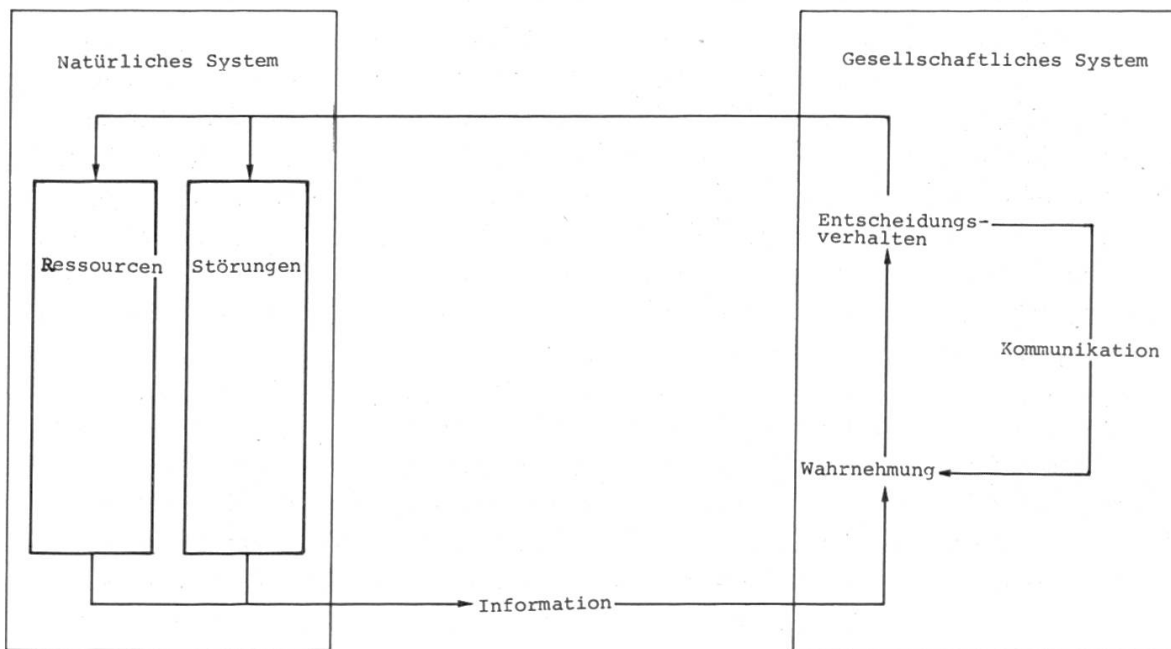 Natürliches System
Gesellschaftliches System
Ressourcen
Störungen
Entscheidungs-
verhalten
Kommunikation
Wahrnehmung
Information